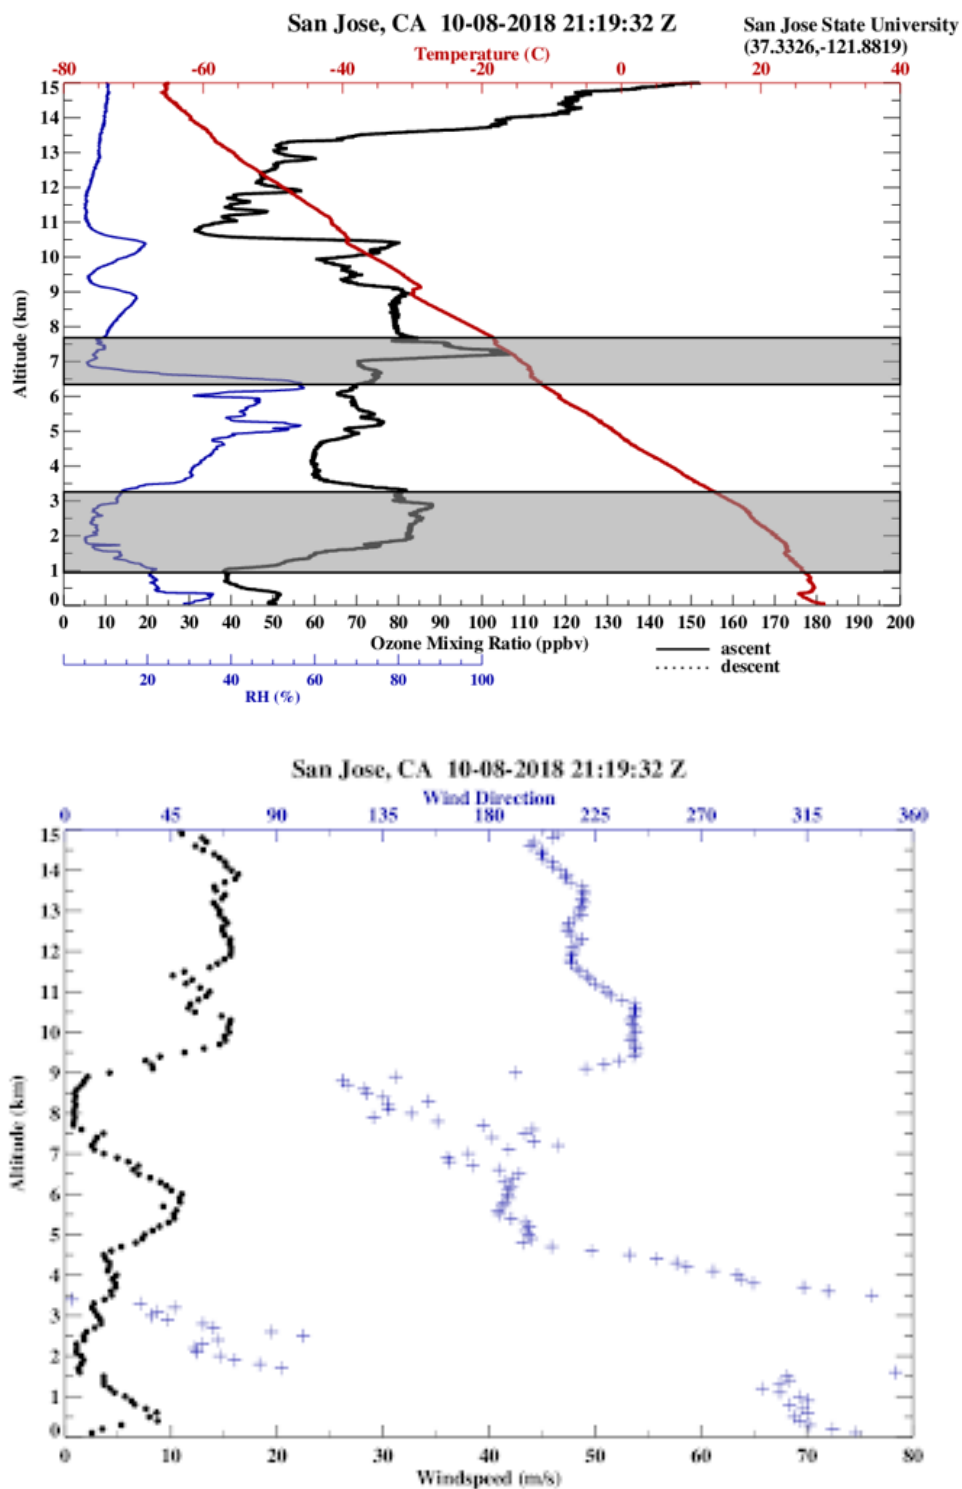 San Jose, CA 10-08-2018 21:19:32 Z
San Jose State University
(37.3326,-121.8819)
Temperature (C)
-80 -60 -40 -20 0 20 40
15
14
13
12
11
10
9
8
7
6
5
4
3
2
1
0
Altitude (km)
0 10 20 30 40 50 60 70 80 90 100 110 120 130 140 150 160 170 180 190 200
Ozone Mixing Ratio (ppbv)
ascent
descent
20 40 60 80 100
RH (%)
San Jose, CA 10-08-2018 21:19:32 Z
Wind Direction
0 45 90 135 180 225 270 315 360
15
14
13
12
11
10
9
8
7
6
5
4
3
2
1
0
Altitude (km)
0 10 20 30 40 50 60 70 80
Windspeed (m/s)